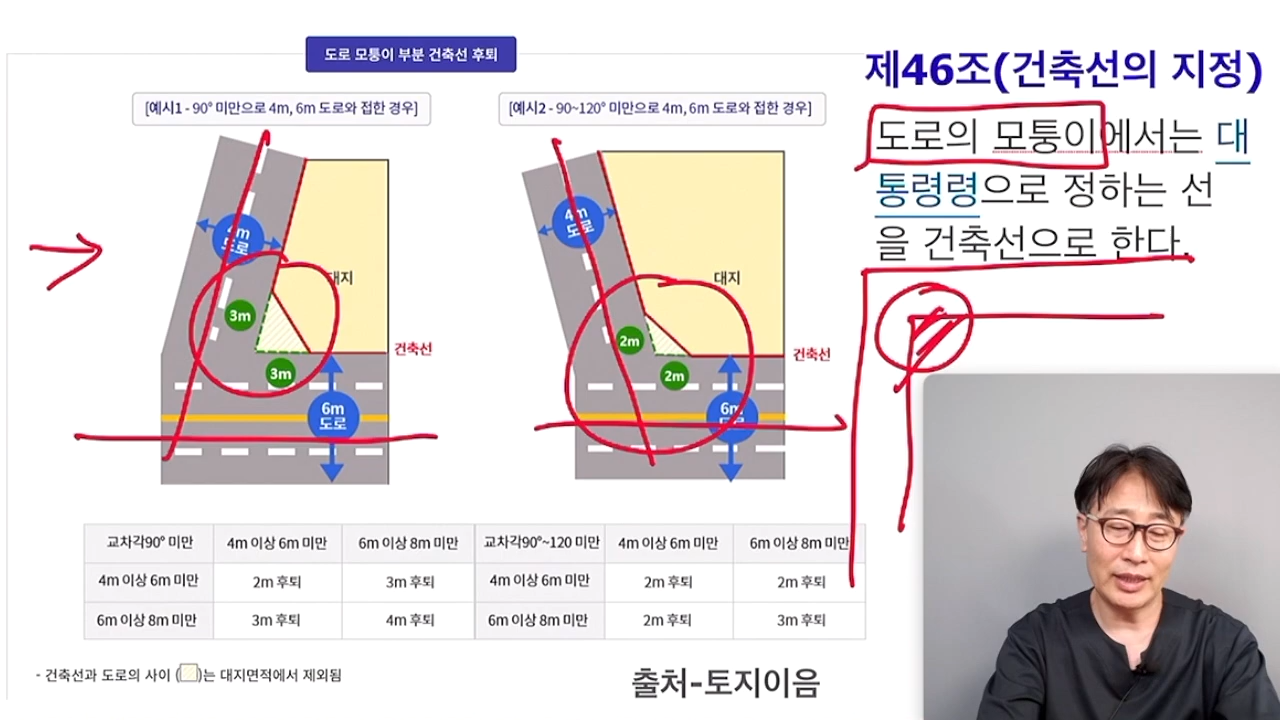 도로 모퉁이 부분 건축선 후퇴
[예시1 - 90° 미만으로 4m, 6m 도로와 접한 경우]
4m
도로
대지
3m
3m
건축선
6m
도로
[예시2 - 90~120° 미만으로 4m, 6m 도로와 접한 경우]
4m
도로
대지
2m
2m
건축선
6m
도로
교차각90° 미만 4m 이상 6m 미만 6m 이상 8m 미만 교차각90°~120 미만 4m 이상 6m 미만 6m 이상 8m 미만
4m 이상 6m 미만 2m 후퇴 3m 후퇴 4m 이상 6m 미만 2m 후퇴 2m 후퇴
6m 이상 8m 미만 3m 후퇴 4m 후퇴 6m 이상 8m 미만 2m 후퇴 3m 후퇴
- 건축선과 도로의 사이 ( )는 대지면적에서 제외됨
출처-토지이음
제46조(건축선의 지정)
도로의 모퉁이에서는 대
통령령으로 정하는 선
을 건축선으로 한다.